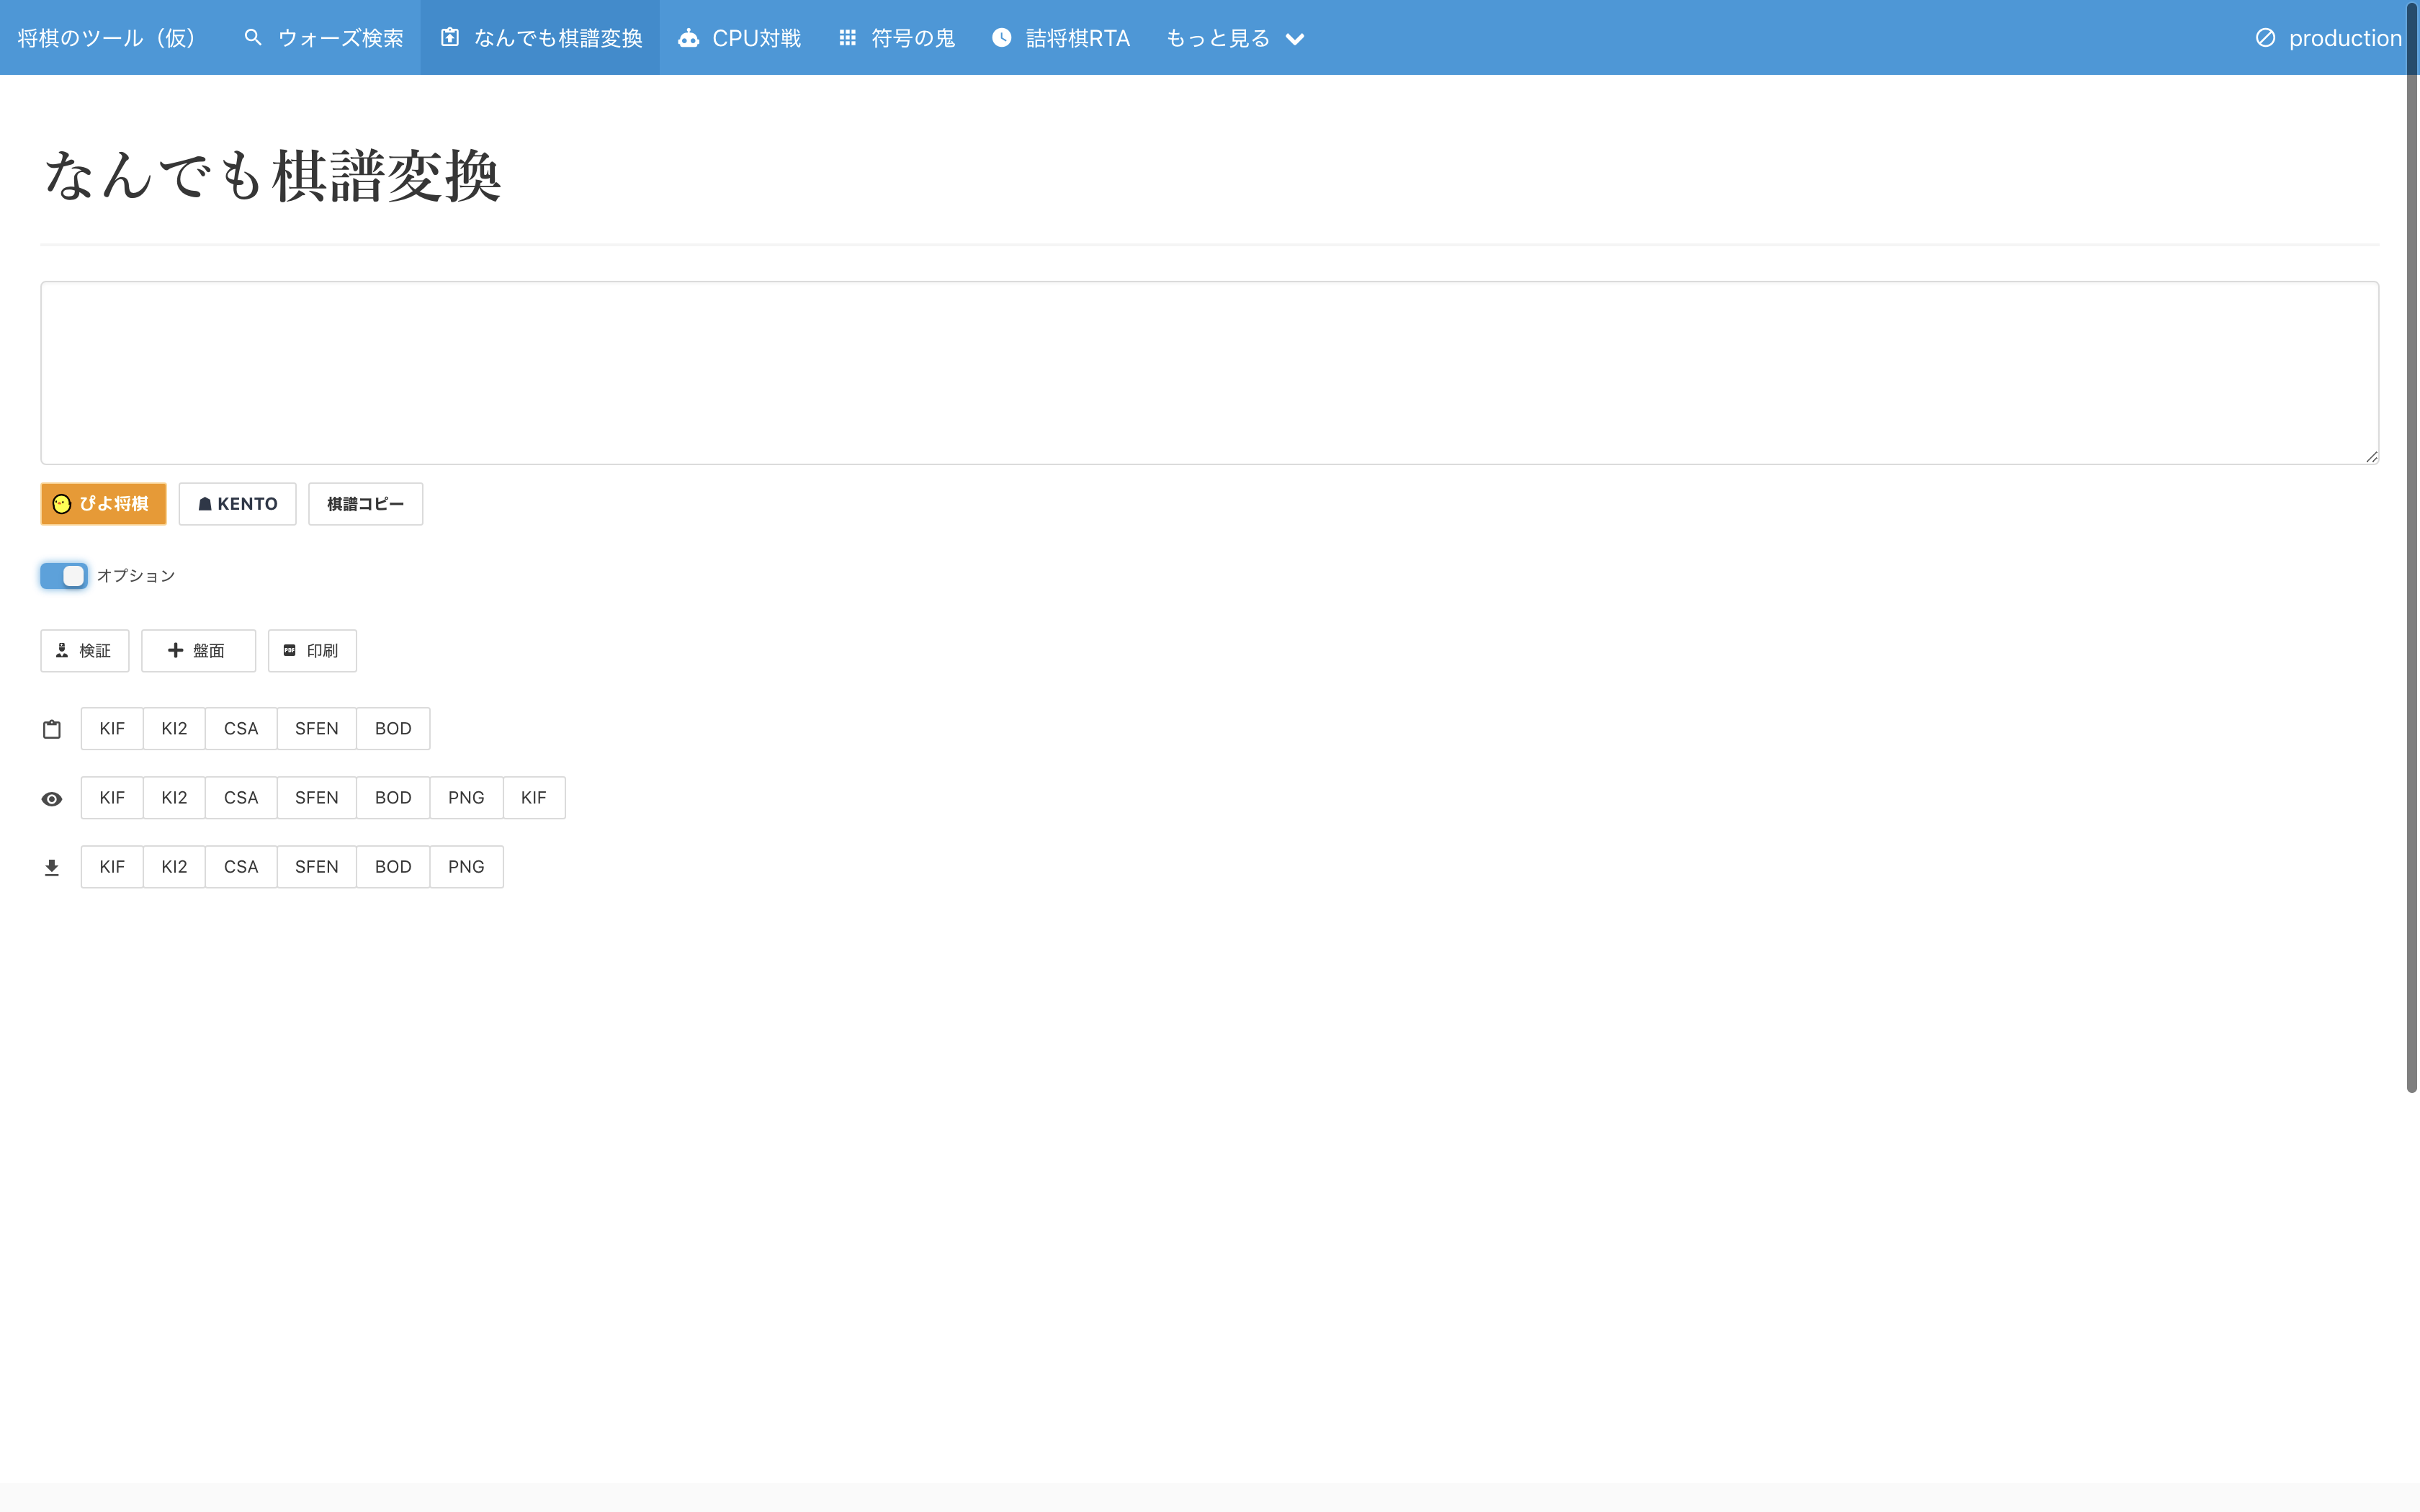 将棋のツール（仮） ウォーズ検索 なんでも棋譜変換 CPU対戦 符号の鬼 詰将棋RTA もっと見る production
なんでも棋譜変換
ぴよ将棋 KENTO 棋譜コピー
オプション
検証 盤面 PDF 印刷
KIF KI2 CSA SFEN BOD
KIF KI2 CSA SFEN BOD PNG KIF
KIF KI2 CSA SFEN BOD PNG